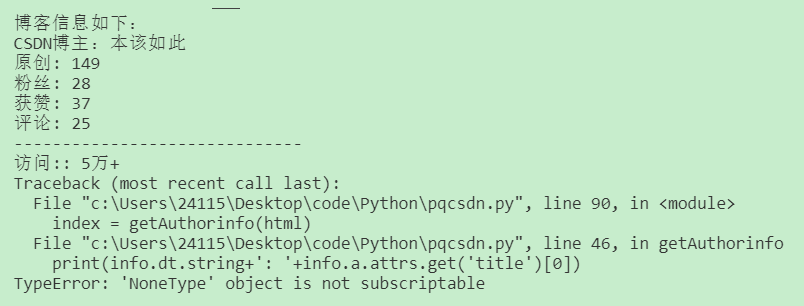 博客信息如下:
CSDN博主: 本该如此
原创: 149
粉丝: 28
获赞: 37
评论: 25
------------------------------
访问:: 5万+
Traceback (most recent call last):
  File "c:\Users\24115\Desktop\code\Python\pqcsdn.py", line 90, in <module>
    index = getAuthorinfo(html)
  File "c:\Users\24115\Desktop\code\Python\pqcsdn.py", line 46, in getAuthorinfo
    print(info.dt.string+': '+info.a.attrs.get('title')[0])
TypeError: 'NoneType' object is not subscriptable